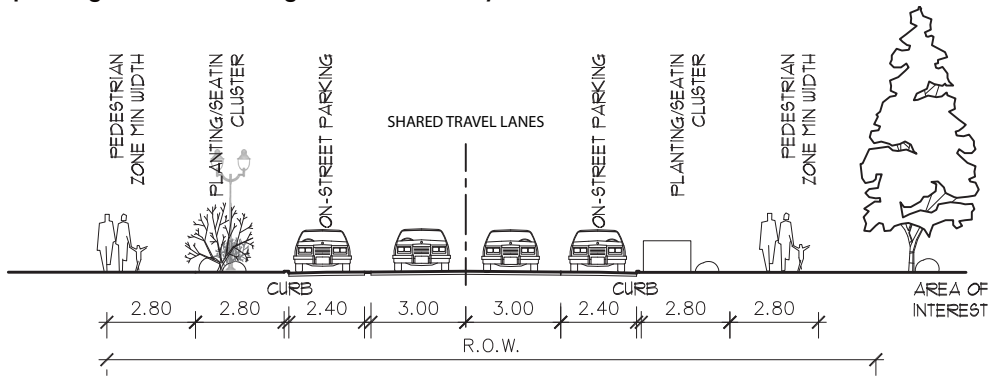 PEDESTRIAN
ZONE MIN WIDTH
PLANTING/SEATIN
CLUSTER
ON-STREET PARKING
SHARED TRAVEL LANES
ON-STREET PARKING
PLANTING/SEATIN
CLUSTER
PEDESTRIAN
ZONE MIN WIDTH
CURB
CURB
AREA OF
INTEREST
2.80
2.80
2.40
3.00
3.00
2.40
2.80
2.80
R.O.W.